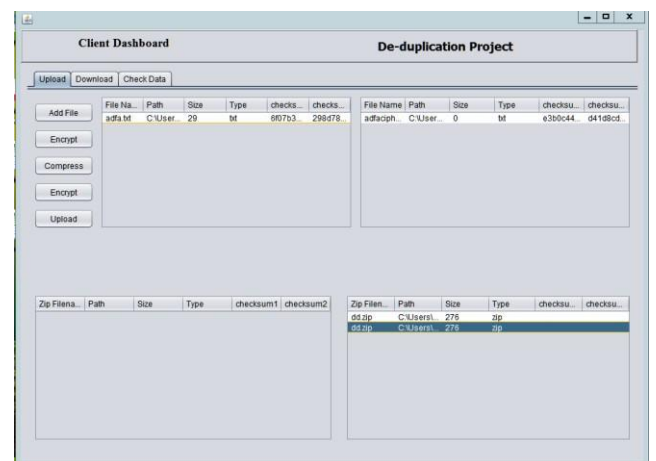 Client Dashboard De-duplication Project
Upload Download Check Data
Add File
Encrypt
Compress
Encrypt
Upload
File Na... Path Size Type checks... checks...
adfa.txt C:\User... 29 txt 6f07b3... 298d78...
File Name Path Size Type checksu... checksu...
adfaciph... C:\User... 0 txt e3b0c44... d41d8cd...
Zip Filena... Path Size Type checksum1 checksum2
Zip Filen... Path Size Type checksu... checksu...
dd.zip C:\Users\... 276 zip
dd.zip C:\Users\... 276 zip